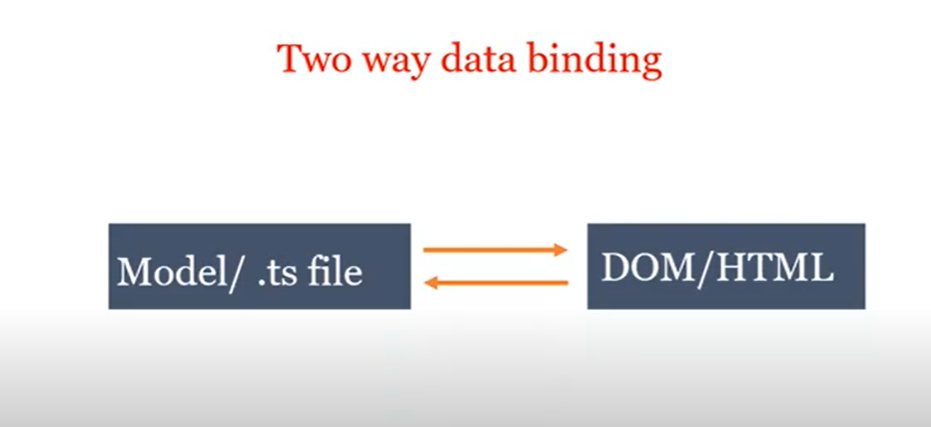 Two way data binding
Model/ .ts file
DOM/HTML